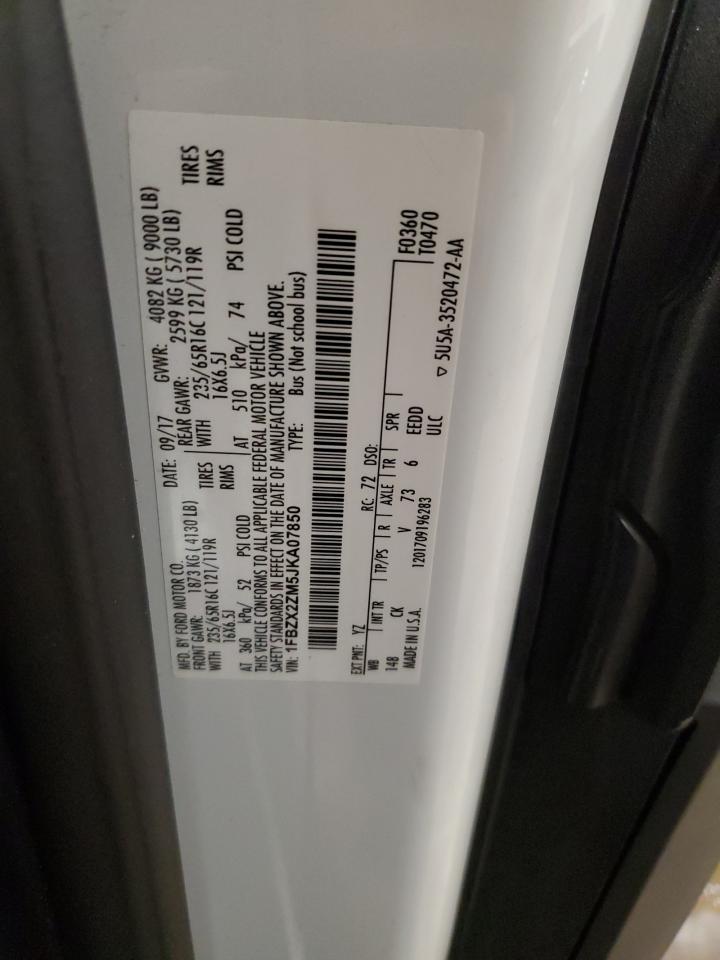 MFD. BY FORD MOTOR CO. DATE: 09/17 GVWR: 4082 KG ( 9000 LB)
FRONT GAWR: 1873 KG ( 4130 LB) REAR GAWR: 2599 KG ( 5730 LB)
WITH 235/65R16C 121/119R TIRES WITH 235/65R16C 121/119R TIRES
16X6.5J RIMS 16X6.5J RIMS
AT 360 kPa/ 52 PSI COLD AT 510 kPa/ 74 PSI COLD
THIS VEHICLE CONFORMS TO ALL APPLICABLE FEDERAL MOTOR VEHICLE
SAFETY STANDARDS IN EFFECT ON THE DATE OF MANUFACTURE SHOWN ABOVE.
VIN: 1FBZX2ZM5JKA07850 TYPE: Bus (Not school bus)
EXT PNT: YZ RC: 72 DSO: F0360
WB INT TR TP/PS R AXLE TR SPR T0470
148 CK V 73 6 EEDD
MADE IN U.S.A. 1201709196283 ULC ▽ 5U5A-3520472-AA